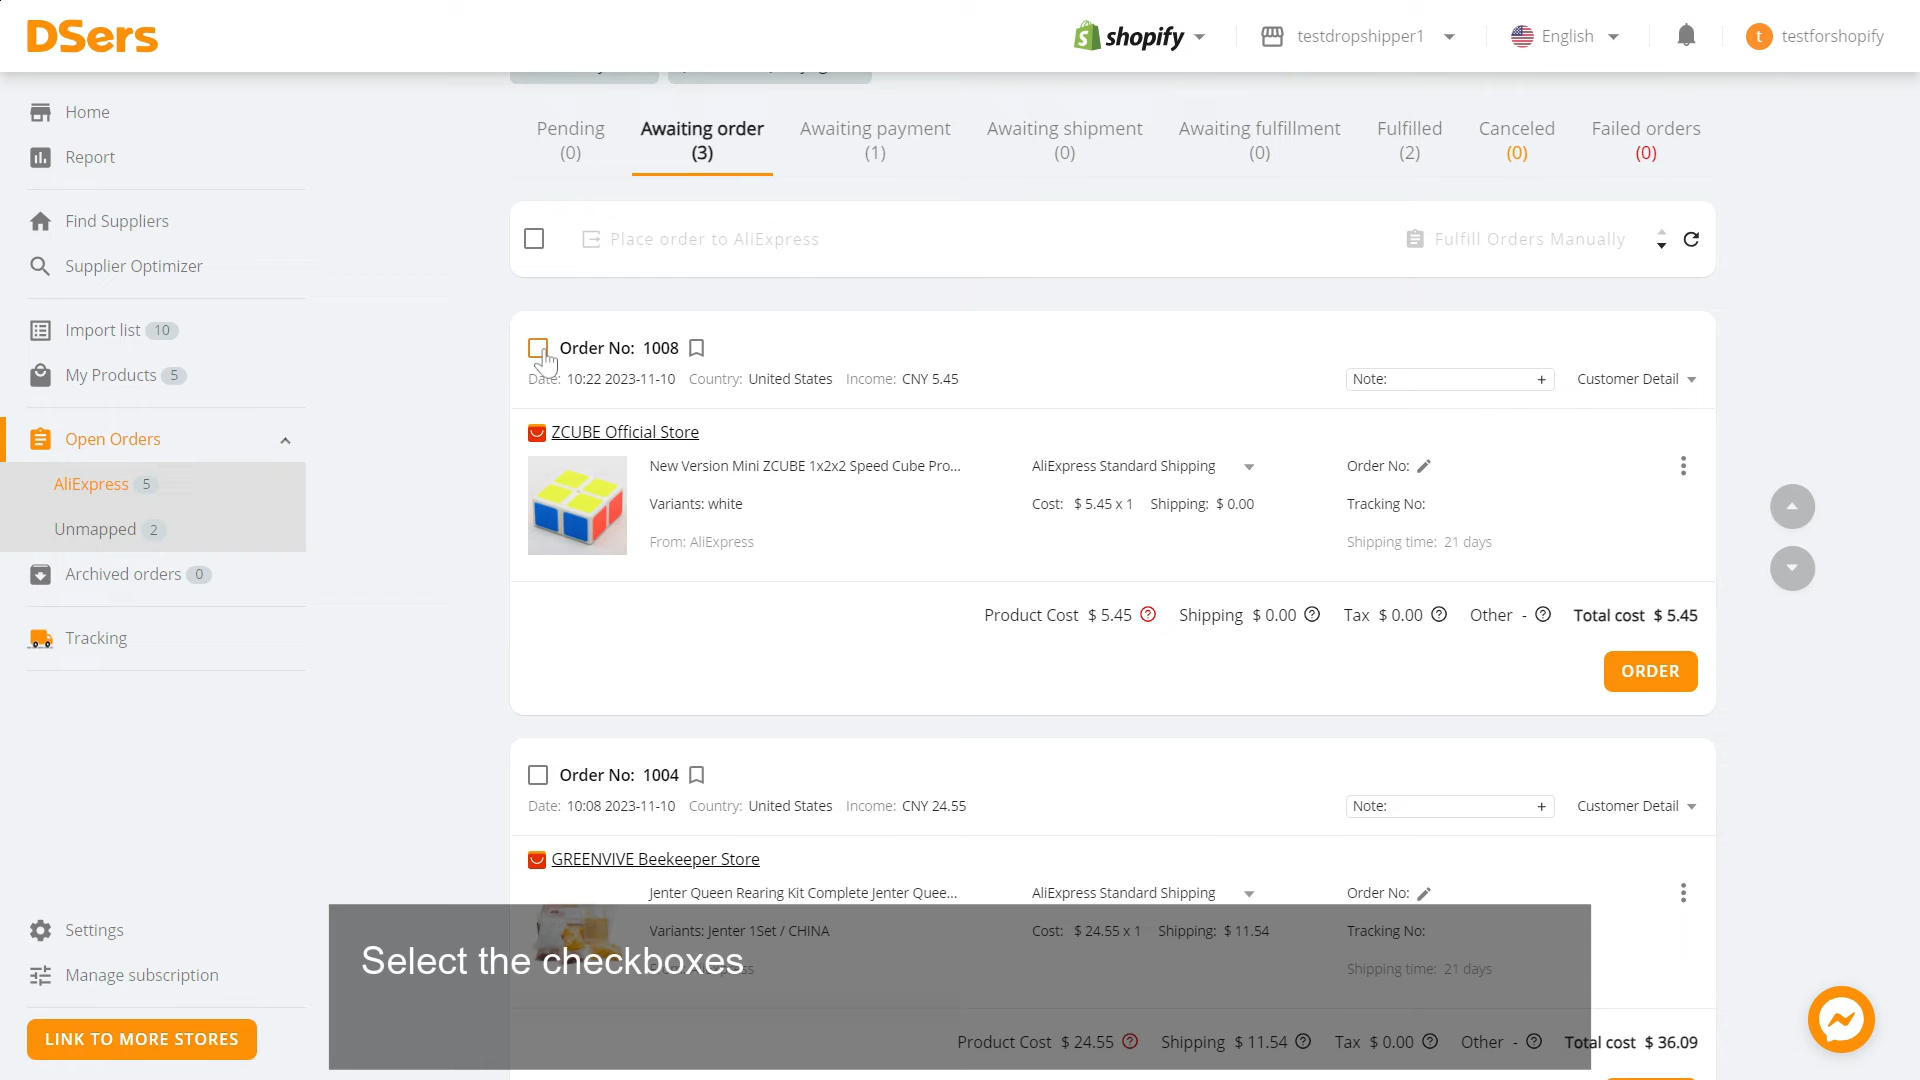 DSers
shopify
testdropshipper1
English
t
testforshopify
Home
Report
Find Suppliers
Supplier Optimizer
Import list 10
My Products 5
Open Orders
AliExpress 5
Unmapped 2
Archived orders 0
Tracking
Settings
Manage subscription
LINK TO MORE STORES
Pending
(0)
Awaiting order
(3)
Awaiting payment
(1)
Awaiting shipment
(0)
Awaiting fulfillment
(0)
Fulfilled
(2)
Canceled
(0)
Failed orders
(0)
Place order to AliExpress
Fulfill Orders Manually
Order No: 1008
Date: 10:22 2023-11-10 Country: United States Income: CNY 5.45
Note: +
Customer Detail
ZCUBE Official Store
New Version Mini ZCUBE 1x2x2 Speed Cube Pro...
AliExpress Standard Shipping
Order No:
Variants: white
Cost: $ 5.45 x 1 Shipping: $ 0.00
Tracking No:
From: AliExpress
Shipping time: 21 days
Product Cost $ 5.45 Shipping $ 0.00 Tax $ 0.00 Other - Total cost $ 5.45
ORDER
Order No: 1004
Date: 10:08 2023-11-10 Country: United States Income: CNY 24.55
Note: +
Customer Detail
GREENVIVE Beekeeper Store
Jenter Queen Rearing Kit Complete Jenter Quee...
AliExpress Standard Shipping
Order No:
Variants: Jenter 1Set / CHINA
Cost: $ 24.55 x 1 Shipping: $ 11.54
Tracking No:
Select the checkboxes
Shipping time: 21 days
Product Cost $ 24.55 Shipping $ 11.54 Tax $ 0.00 Other - Total cost $ 36.09